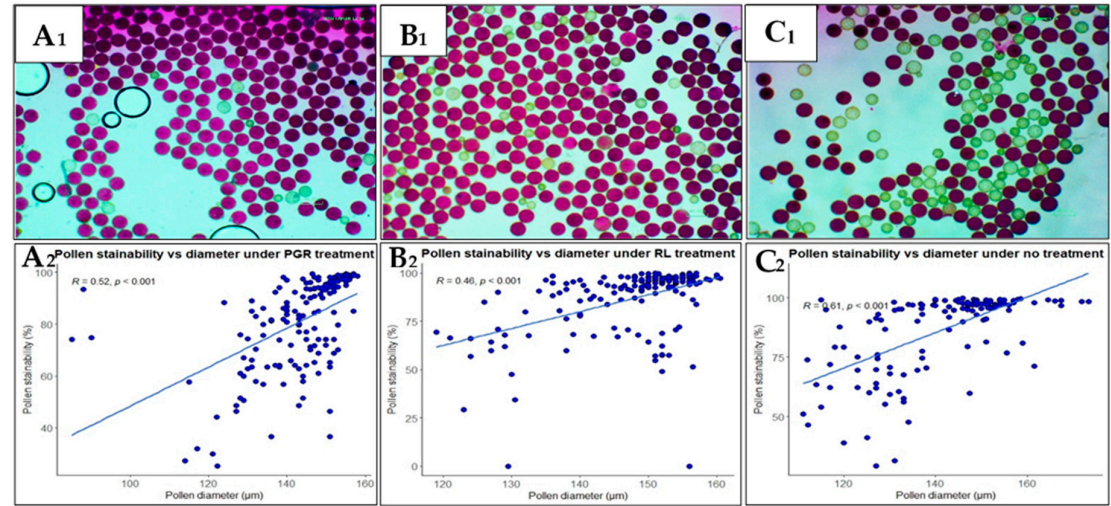 A1
B1
C1
A2
Pollen stainability vs diameter under PGR treatment
R = 0.52, p < 0.001
Pollen stainability (%)
100
80
60
40
100
120
140
160
Pollen diameter (µm)
B2
Pollen stainability vs diameter under RL treatment
R = 0.46, p < 0.001
Pollen stainability (%)
100
75
50
25
0
120
130
140
150
160
Pollen diameter (µm)
C2
Pollen stainability vs diameter under no treatment
R = 0.61, p < 0.001
Pollen stainability (%)
100
75
50
120
140
160
Pollen diameter (µm)